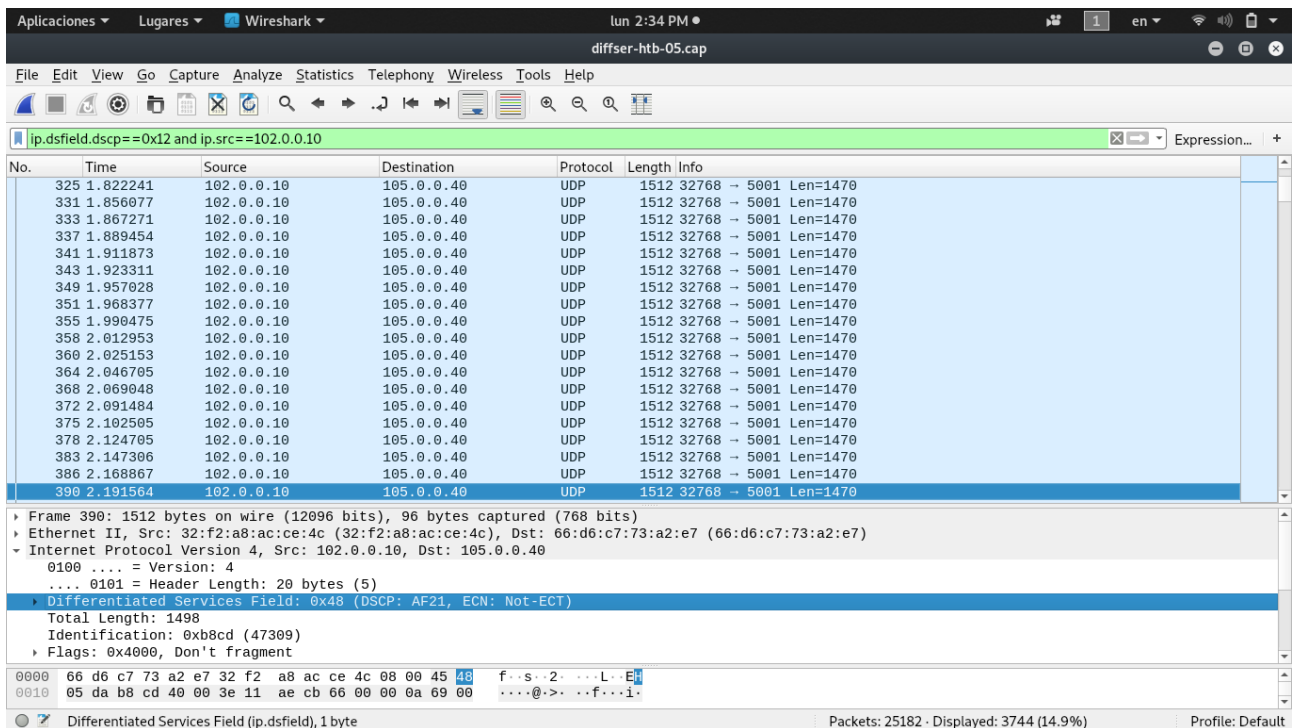 Aplicaciones Lugares Wireshark lun 2:34 PM 1 en
diffser-htb-05.cap
File Edit View Go Capture Analyze Statistics Telephony Wireless Tools Help
ip.dsfield.dscp==0x12 and ip.src==102.0.0.10 Expression... +
No. Time Source Destination Protocol Length Info
325 1.822241 102.0.0.10 105.0.0.40 UDP 1512 32768 → 5001 Len=1470
331 1.856077 102.0.0.10 105.0.0.40 UDP 1512 32768 → 5001 Len=1470
333 1.867271 102.0.0.10 105.0.0.40 UDP 1512 32768 → 5001 Len=1470
337 1.889454 102.0.0.10 105.0.0.40 UDP 1512 32768 → 5001 Len=1470
341 1.911873 102.0.0.10 105.0.0.40 UDP 1512 32768 → 5001 Len=1470
343 1.923311 102.0.0.10 105.0.0.40 UDP 1512 32768 → 5001 Len=1470
349 1.957028 102.0.0.10 105.0.0.40 UDP 1512 32768 → 5001 Len=1470
351 1.968377 102.0.0.10 105.0.0.40 UDP 1512 32768 → 5001 Len=1470
355 1.990475 102.0.0.10 105.0.0.40 UDP 1512 32768 → 5001 Len=1470
358 2.012953 102.0.0.10 105.0.0.40 UDP 1512 32768 → 5001 Len=1470
360 2.025153 102.0.0.10 105.0.0.40 UDP 1512 32768 → 5001 Len=1470
364 2.046705 102.0.0.10 105.0.0.40 UDP 1512 32768 → 5001 Len=1470
368 2.069048 102.0.0.10 105.0.0.40 UDP 1512 32768 → 5001 Len=1470
372 2.091484 102.0.0.10 105.0.0.40 UDP 1512 32768 → 5001 Len=1470
375 2.102505 102.0.0.10 105.0.0.40 UDP 1512 32768 → 5001 Len=1470
378 2.124705 102.0.0.10 105.0.0.40 UDP 1512 32768 → 5001 Len=1470
383 2.147306 102.0.0.10 105.0.0.40 UDP 1512 32768 → 5001 Len=1470
386 2.168867 102.0.0.10 105.0.0.40 UDP 1512 32768 → 5001 Len=1470
390 2.191564 102.0.0.10 105.0.0.40 UDP 1512 32768 → 5001 Len=1470
Frame 390: 1512 bytes on wire (12096 bits), 96 bytes captured (768 bits)
Ethernet II, Src: 32:f2:a8:ac:ce:4c (32:f2:a8:ac:ce:4c), Dst: 66:d6:c7:73:a2:e7 (66:d6:c7:73:a2:e7)
Internet Protocol Version 4, Src: 102.0.0.10, Dst: 105.0.0.40
0100 .... = Version: 4
.... 0101 = Header Length: 20 bytes (5)
Differentiated Services Field: 0x48 (DSCP: AF21, ECN: Not-ECT)
Total Length: 1498
Identification: 0xb8cd (47309)
Flags: 0x4000, Don't fragment
0000 66 d6 c7 73 a2 e7 32 f2 a8 ac ce 4c 08 00 45 48 f··s··2· ···L··EH
0010 05 da b8 cd 40 00 3e 11 ae cb 66 00 00 0a 69 00 ····@·>· ··f···i·
Differentiated Services Field (ip.dsfield), 1 byte Packets: 25182 · Displayed: 3744 (14.9%) Profile: Default